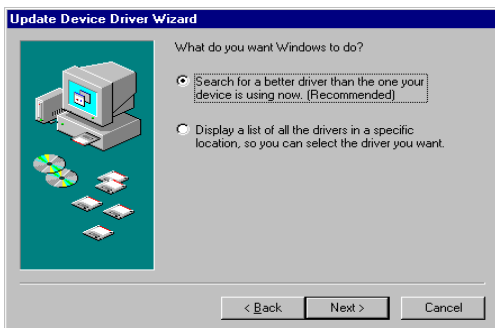 Update Device Driver Wizard
What do you want Windows to do?
Search for a better driver than the one your
device is using now. (Recommended)
Display a list of all the drivers in a specific
location, so you can select the driver you want.
< Back
Next >
Cancel